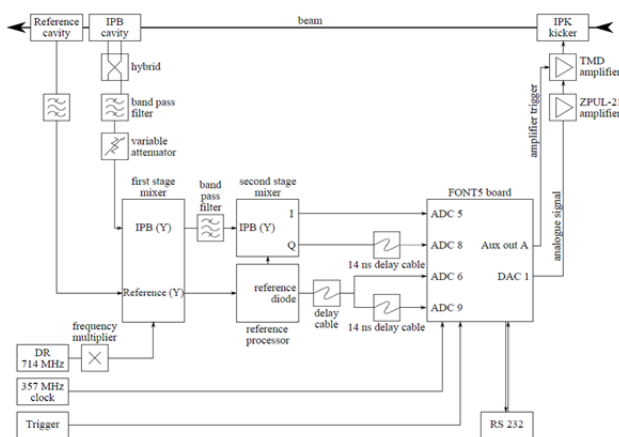 Reference
cavity
IPB
cavity
beam
IPK
kicker
hybrid
TMD
amplifier
band pass
filter
amplifier
variable
attenuator
amplifier trigger
analogue signal
first stage
mixer
band
pass
filter
second stage
mixer
FONT5 board
IPB (Y)
IPB (Y)
I
Q
ADC 5
ADC 8
Aux out A
14 ns delay cable
Reference (Y)
reference
diode
ADC 6
DAC 1
delay
cable
ADC 9
14 ns delay cable
reference
processor
frequency
multiplier
DR
714 MHz
357 MHz
clock
Trigger
RS 232